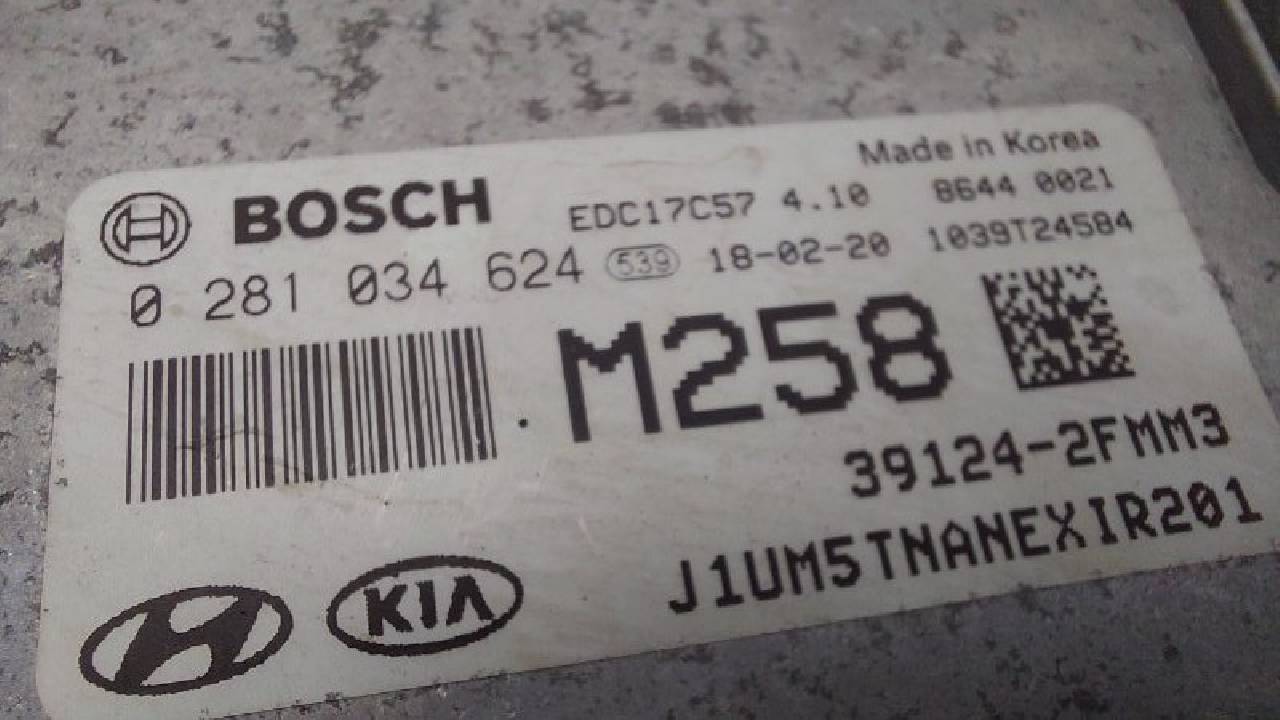 Made in Korea
BOSCH EDC17C57 4.10 8644 0021
0 281 034 624 539 18-02-20 1039T24584
M258
39124-2FMM3
J1UM5TNANEXIR201
KIA